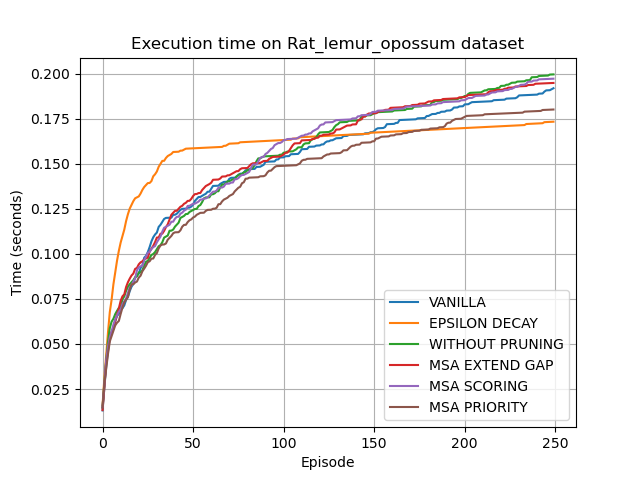 Execution time on Rat_lemur_opossum dataset
Time (seconds)
0.200
0.175
0.150
0.125
0.100
0.075
0.050
0.025
0 50 100 150 200 250
Episode
VANILLA
EPSILON DECAY
WITHOUT PRUNING
MSA EXTEND GAP
MSA SCORING
MSA PRIORITY